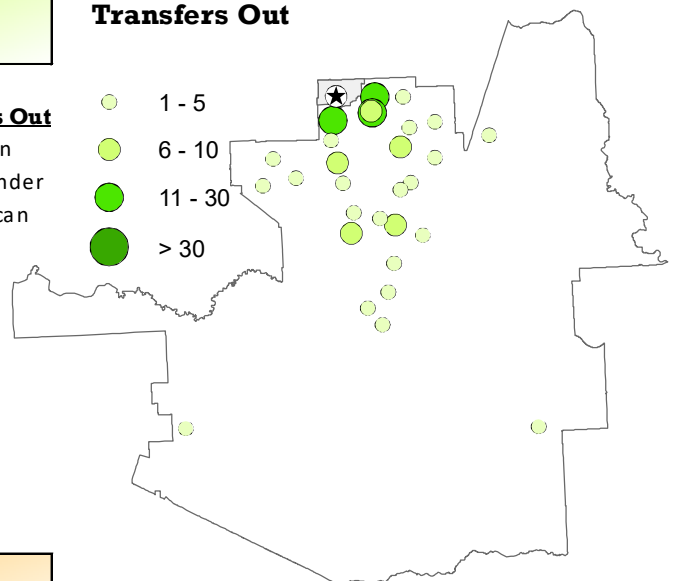 Transfers Out
s Out
n
nder
can
1 - 5
6 - 10
11 - 30
> 30